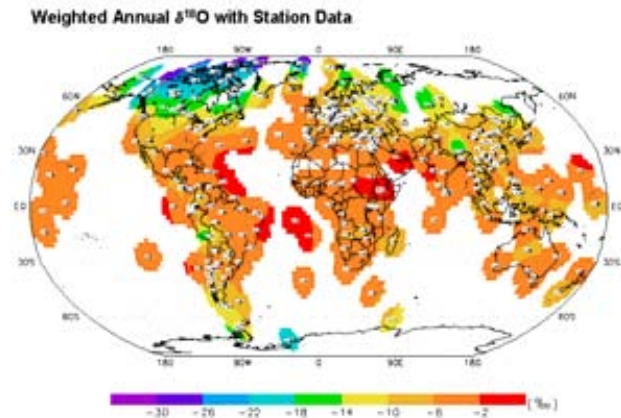 Weighted Annual δ¹⁸O with Station Data
180 90W 0 90E 180
60N 60N
30N 30N
EQ EQ
30S 30S
60S 60S
180 90W 0 90E 180
-30 -26 -22 -18 -14 -10 -6 -2 [‰]